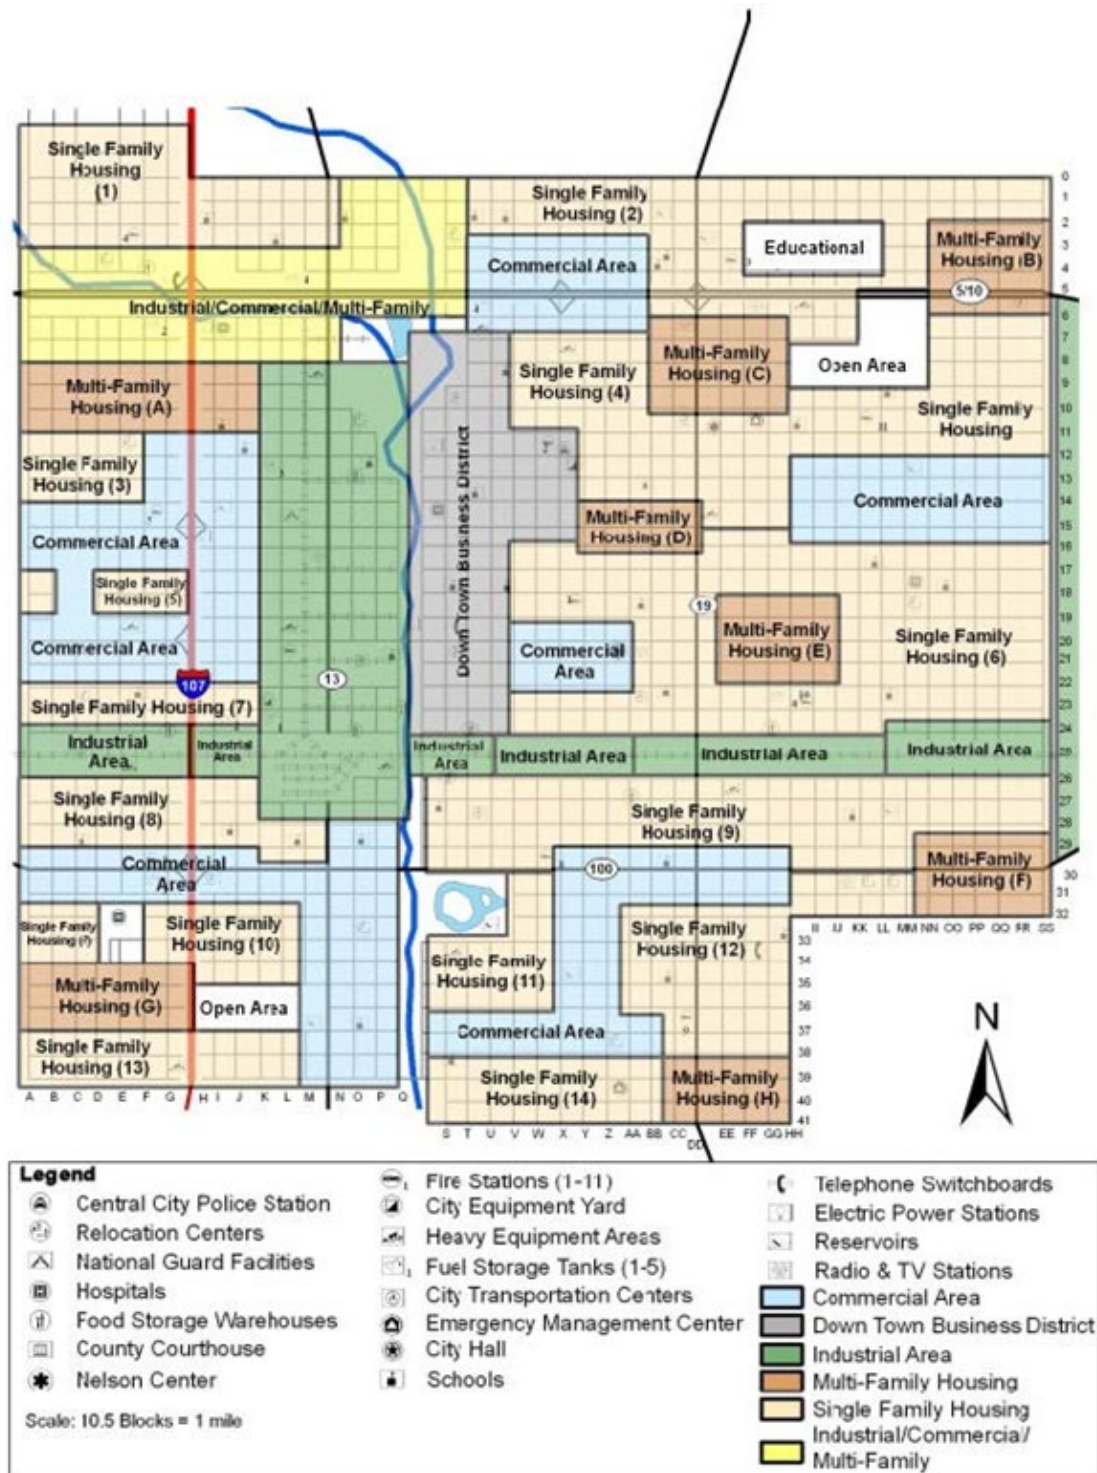 Single Family
Housing
(1)
Single Family
Housing (2)
Educational
Multi-Family
Housing (B)
Commercial Area
5/10
Industrial/Commercial/Multi-Family
Multi-Family
Housing (A)
Single Family
Housing (4)
Multi-Family
Housing (C)
Open Area
Single Family
Housing
Single Family
Housing (3)
Down Town Business District
Commercial Area
Multi-Family
Housing (D)
Commercial Area
Single Family
Housing (5)
19
Commercial Area
Commercial
Area
Multi-Family
Housing (E)
Single Family
Housing (6)
107
13
Single Family Housing (7)
Industrial
Area
Industrial
Area
Industrial
Area
Industrial Area
Industrial Area
Industrial Area
Single Family
Housing (8)
Single Family
Housing (9)
Commercial
Area
100
Multi-Family
Housing (F)
Single Family
Housing (?)
Single Family
Housing (10)
Single Family
Housing (11)
Single Family
Housing (12)
Multi-Family
Housing (G)
Open Area
Commercial Area
Single Family
Housing (13)
Single Family
Housing (14)
Multi-Family
Housing (H)
0
1
2
3
4
5
6
7
8
9
10
11
12
13
14
15
16
17
18
19
20
21
22
23
24
25
26
27
28
29
30
31
32
33
34
35
36
37
38
39
40
41
II JJ KK LL MM NN OO PP QQ RR SS
A B C D E F G H I J K L M N O P Q
S T U V W X Y Z AA BB CC DD EE FF GG HH
N
Legend
Central City Police Station
Relocation Centers
National Guard Facilities
Hospitals
Food Storage Warehouses
County Courthouse
Nelson Center
Scale: 10.5 Blocks = 1 mile
Fire Stations (1-11)
City Equipment Yard
Heavy Equipment Areas
Fuel Storage Tanks (1-5)
City Transportation Centers
Emergency Management Center
City Hall
Schools
Telephone Switchboards
Electric Power Stations
Reservoirs
Radio & TV Stations
Commercial Area
Down Town Business District
Industrial Area
Multi-Family Housing
Single Family Housing
Industrial/Commercial/
Multi-Family